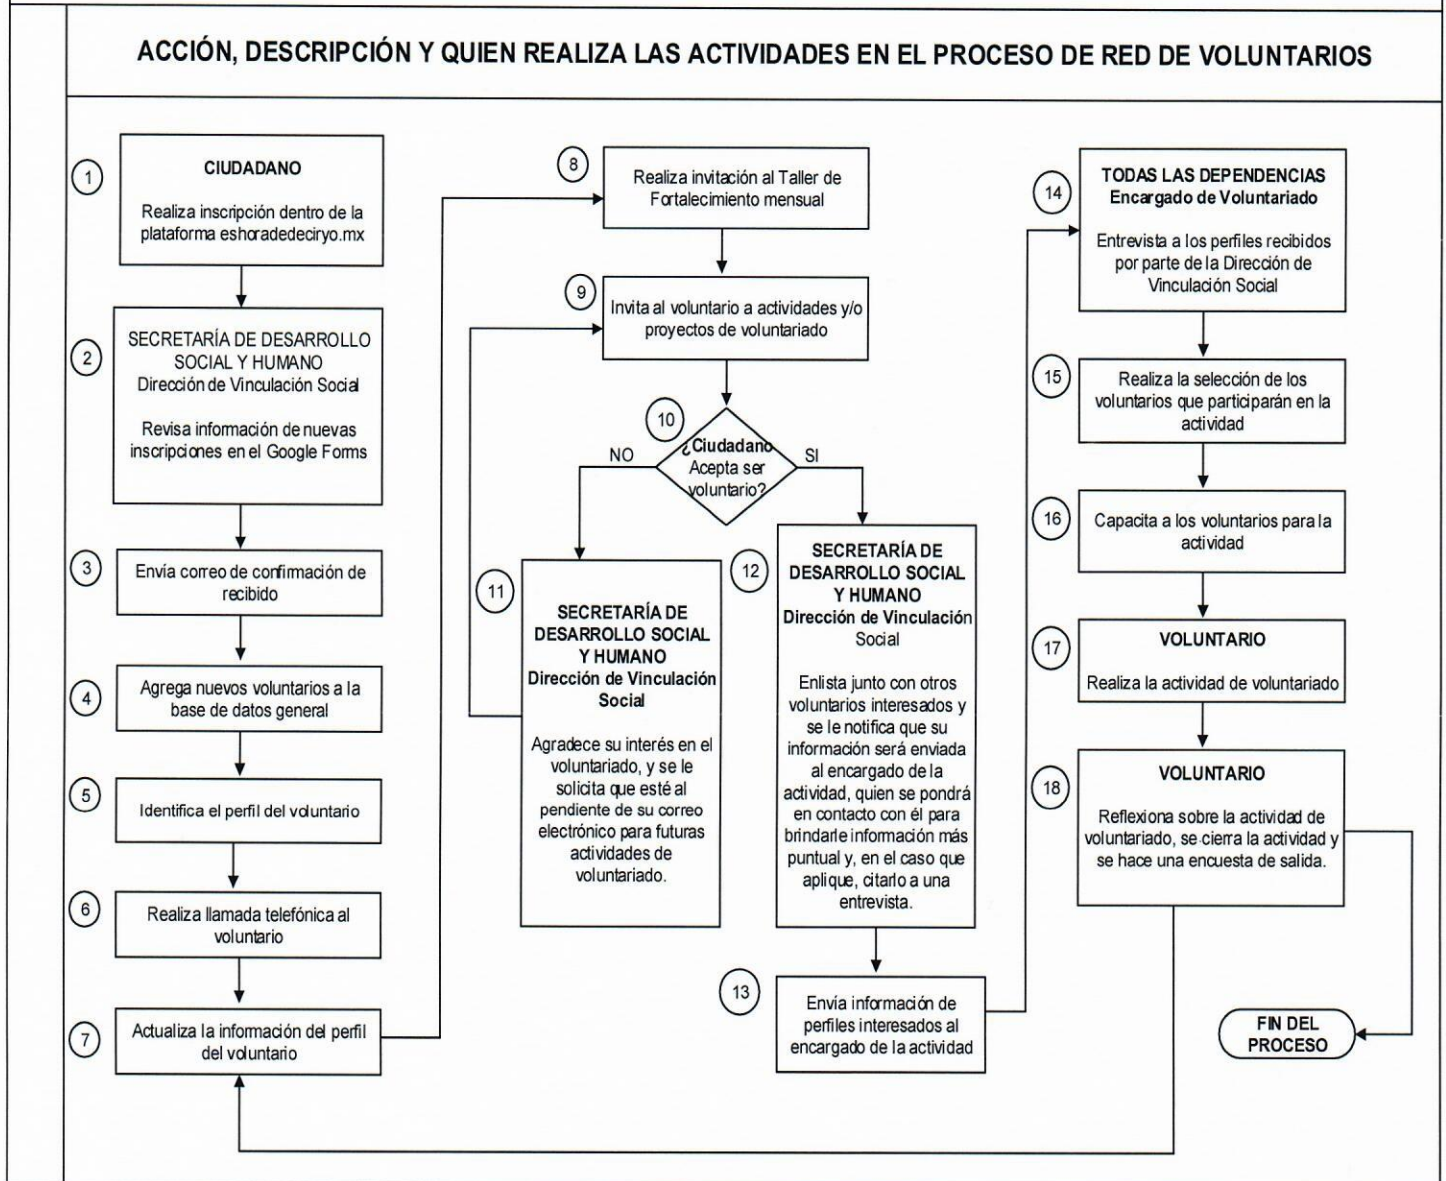 ACCIÓN, DESCRIPCIÓN Y QUIEN REALIZA LAS ACTIVIDADES EN EL PROCESO DE RED DE VOLUNTARIOS
1
CIUDADANO
Realiza inscripción dentro de la
plataforma eshoradedeciryo.mx
2
SECRETARÍA DE DESARROLLO
SOCIAL Y HUMANO
Dirección de Vinculación Social
Revisa información de nuevas
inscripciones en el Google Forms
3
Envía correo de confirmación de
recibido
4
Agrega nuevos voluntarios a la
base de datos general
5
Identifica el perfil del voluntario
6
Realiza llamada telefónica al
voluntario
7
Actualiza la información del perfil
del voluntario
8
Realiza invitación al Taller de
Fortalecimiento mensual
9
Invita al voluntario a actividades y/o
proyectos de voluntariado
10
¿Ciudadano
Acepta ser
voluntario?
NO
SI
11
SECRETARÍA DE
DESARROLLO SOCIAL
Y HUMANO
Dirección de Vinculación
Social
Agradece su interés en el
voluntariado, y se le
solicita que esté al
pendiente de su correo
electrónico para futuras
actividades de
voluntariado.
12
SECRETARÍA DE
DESARROLLO SOCIAL
Y HUMANO
Dirección de Vinculación
Social
Enlista junto con otros
voluntarios interesados y
se le notifica que su
información será enviada
al encargado de la
actividad, quien se pondrá
en contacto con él para
brindarle información más
puntual y, en el caso que
aplique, citarlo a una
entrevista.
13
Envía información de
perfiles interesados al
encargado de la actividad
14
TODAS LAS DEPENDENCIAS
Encargado de Voluntariado
Entrevista a los perfiles recibidos
por parte de la Dirección de
Vinculación Social
15
Realiza la selección de los
voluntarios que participarán en la
actividad
16
Capacita a los voluntarios para la
actividad
17
VOLUNTARIO
Realiza la actividad de voluntariado
18
VOLUNTARIO
Reflexiona sobre la actividad de
voluntariado, se cierra la actividad y
se hace una encuesta de salida.
FIN DEL
PROCESO